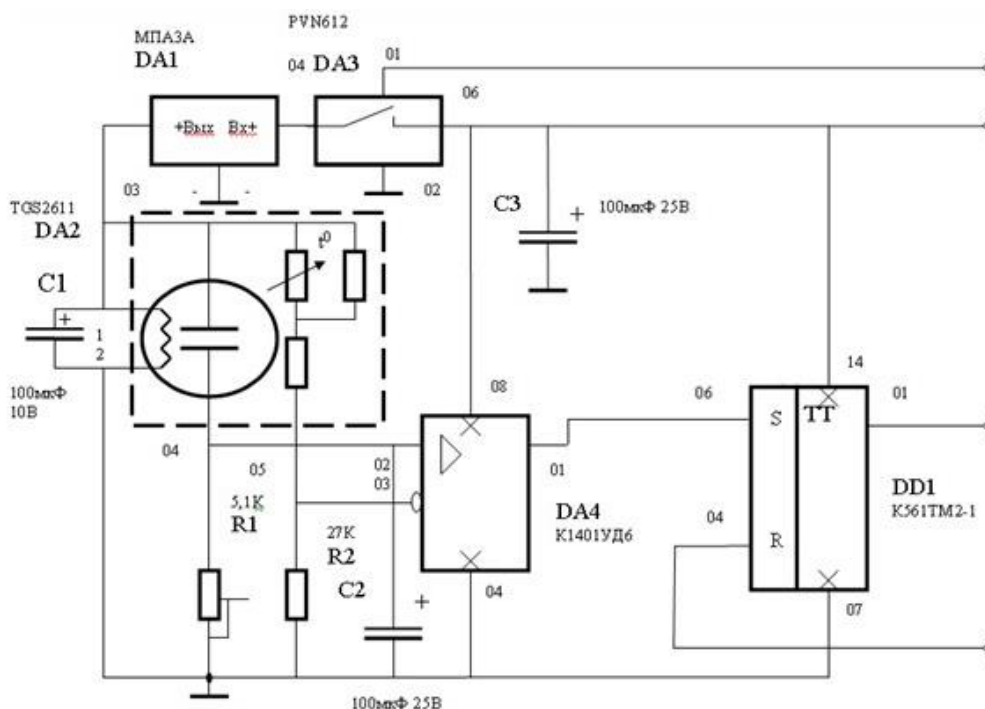 PVN612
МПА3А
DA1
04 DA3
01
06
+Вых Вх+
03
- -
02
TGS2611
DA2
t⁰
C3
100мкФ 25В
+
C1
+
1
2
100мкФ
10В
08
06
14
01
S
TT
04
05
02
03
01
5,1К
R1
27К
R2
C2
DA4
К1401УД6
04
R
DD1
К561ТМ2-1
+
04
07
100мкФ 25В